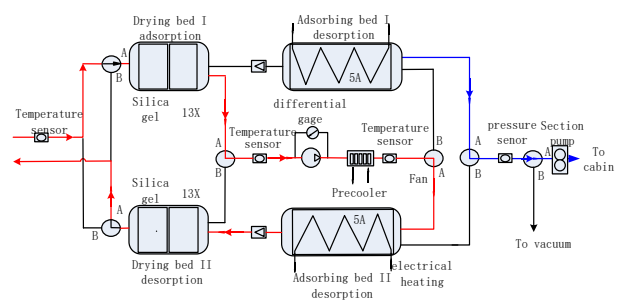 Drying bed I
adsorption
Adsorbing bed I
desorption
A
B
5A
Silica
gel
13X
differential
gage
Temperature
sensor
Temperature
sensor
Temperature
sensor
pressure
senor
Section
pump
A
B
B
A
A
B
A
B
To
cabin
Precooler
Fan
Silica
gel
13X
A
B
5A
To vacuum
Drying bed II
desorption
Adsorbing bed II
desorption
electrical
heating